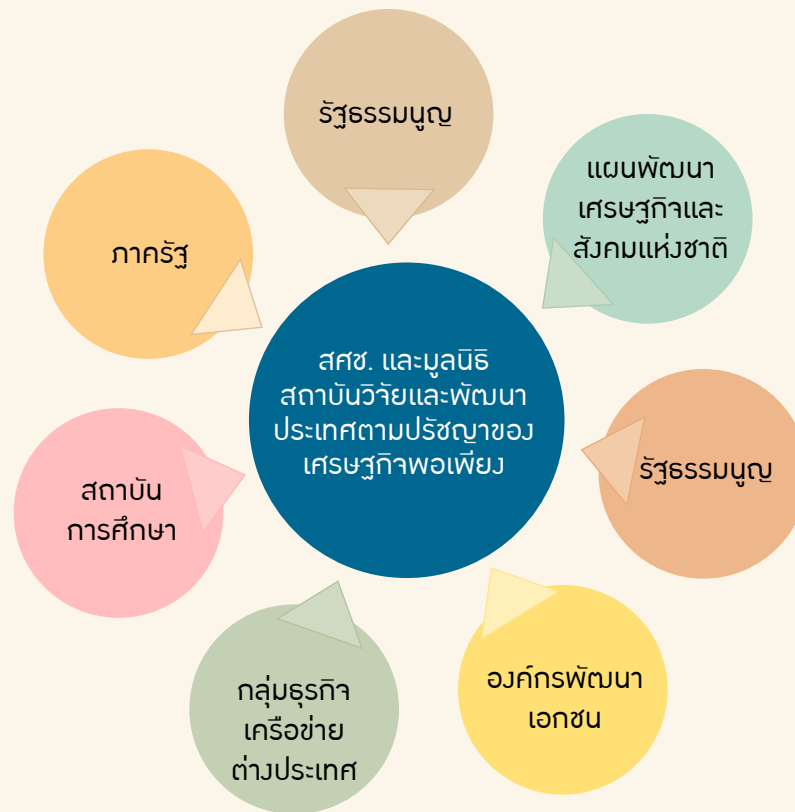 รัฐธรรมนูญ
แผนพัฒนา
เศรษฐกิจและ
สังคมแห่งชาติ
รัฐธรรมนูญ
องค์กรพัฒนา
เอกชน
กลุ่มธุรกิจ
เครือข่าย
ต่างประเทศ
สถาบัน
การศึกษา
ภาครัฐ
สศช. และมูลนิธิ
สถาบันวิจัยและพัฒนา
ประเทศตามปรัชญาของ
เศรษฐกิจพอเพียง